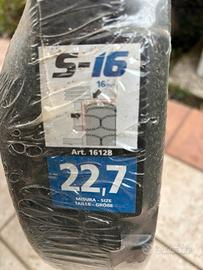 S-16
16
Art. 16128
22,7
MISURA - SIZE
TAILLE - GRÖßE